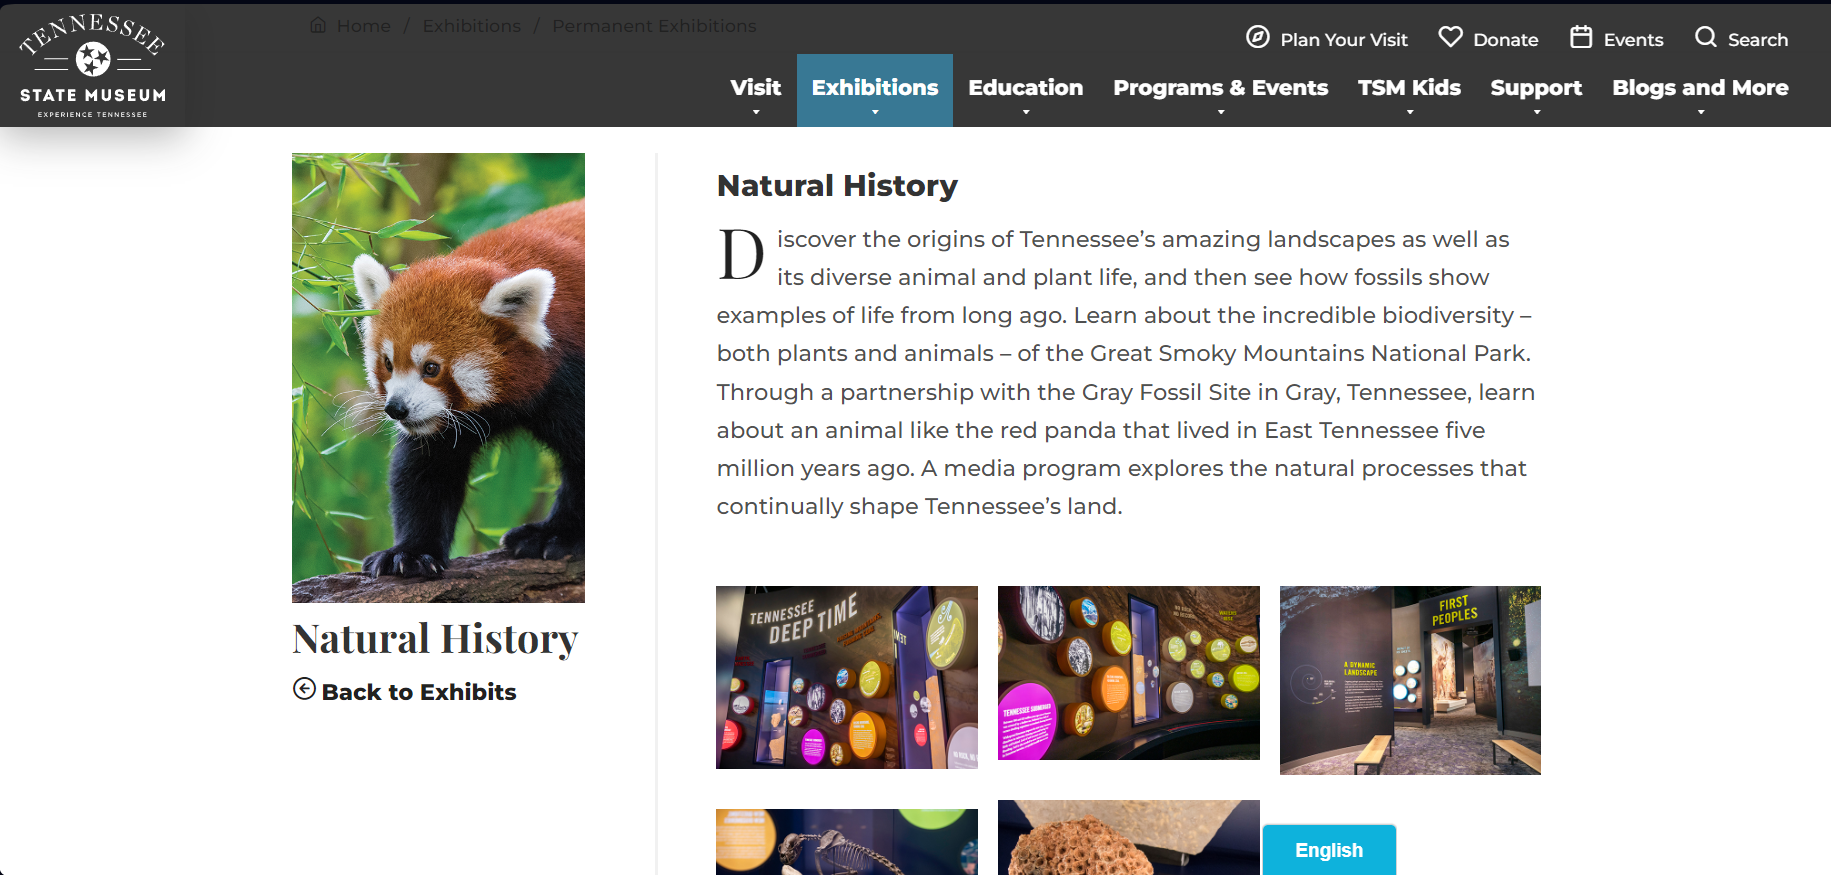 TENNESSEE
STATE MUSEUM
EXPERIENCE TENNESSEE
Home / Exhibitions / Permanent Exhibitions
Plan Your Visit
Donate
Events
Search
Visit
Exhibitions
Education
Programs & Events
TSM Kids
Support
Blogs and More
Natural History
Back to Exhibits
Natural History
Discover the origins of Tennessee’s amazing landscapes as well as
its diverse animal and plant life, and then see how fossils show
examples of life from long ago. Learn about the incredible biodiversity –
both plants and animals – of the Great Smoky Mountains National Park.
Through a partnership with the Gray Fossil Site in Gray, Tennessee, learn
about an animal like the red panda that lived in East Tennessee five
million years ago. A media program explores the natural processes that
continually shape Tennessee’s land.
TENNESSEE
DEEP TIME
TENNESSEE SUBMERGED
FIRST
PEOPLES
A DYNAMIC
LANDSCAPE
English